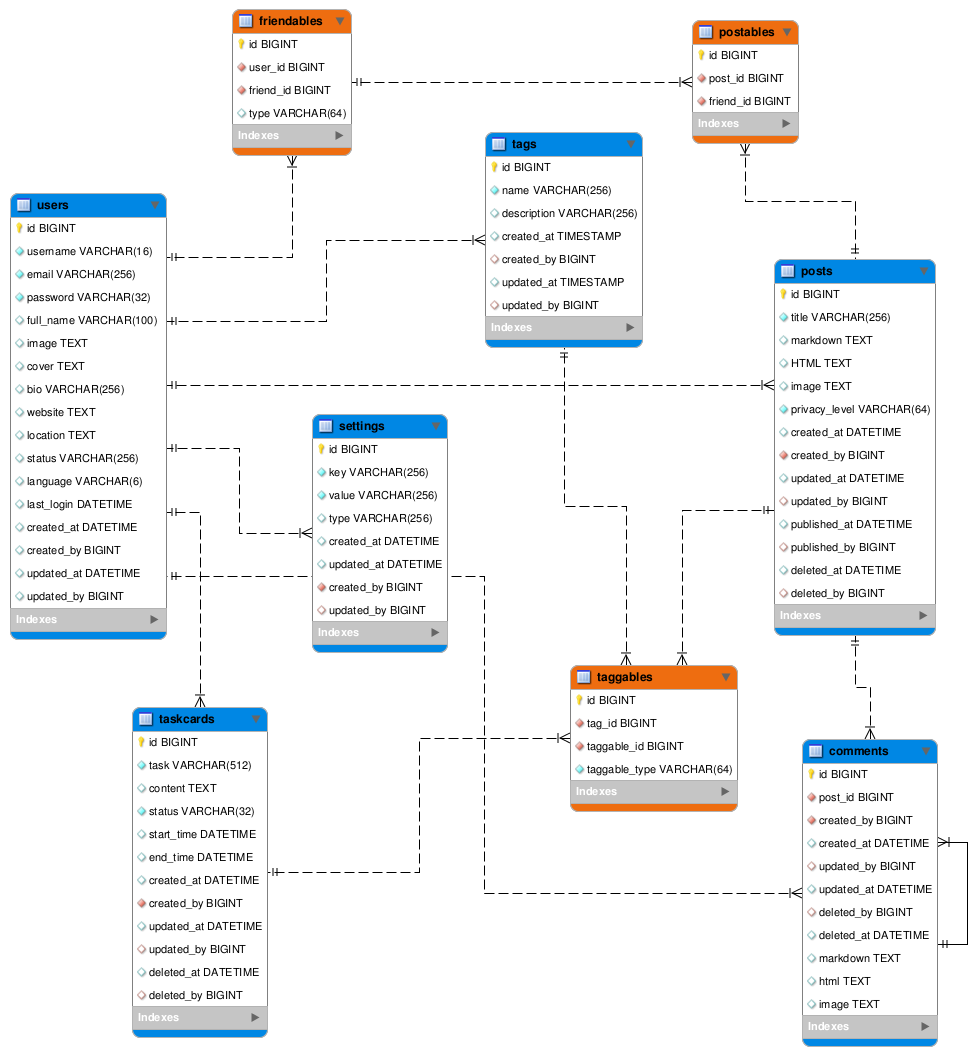 friendables
id BIGINT
user_id BIGINT
friend_id BIGINT
type VARCHAR(64)
Indexes
postables
id BIGINT
post_id BIGINT
friend_id BIGINT
Indexes
tags
id BIGINT
name VARCHAR(256)
description VARCHAR(256)
created_at TIMESTAMP
created_by BIGINT
updated_at TIMESTAMP
updated_by BIGINT
Indexes
users
id BIGINT
username VARCHAR(16)
email VARCHAR(256)
password VARCHAR(32)
full_name VARCHAR(100)
image TEXT
cover TEXT
bio VARCHAR(256)
website TEXT
location TEXT
status VARCHAR(256)
language VARCHAR(6)
last_login DATETIME
created_at DATETIME
created_by BIGINT
updated_at DATETIME
updated_by BIGINT
Indexes
posts
id BIGINT
title VARCHAR(256)
markdown TEXT
HTML TEXT
image TEXT
privacy_level VARCHAR(64)
created_at DATETIME
created_by BIGINT
updated_at DATETIME
updated_by BIGINT
published_at DATETIME
published_by BIGINT
deleted_at DATETIME
deleted_by BIGINT
Indexes
settings
id BIGINT
key VARCHAR(256)
value VARCHAR(256)
type VARCHAR(256)
created_at DATETIME
updated_at DATETIME
created_by BIGINT
updated_by BIGINT
Indexes
taggables
id BIGINT
tag_id BIGINT
taggable_id BIGINT
taggable_type VARCHAR(64)
Indexes
taskcards
id BIGINT
task VARCHAR(512)
content TEXT
status VARCHAR(32)
start_time DATETIME
end_time DATETIME
created_at DATETIME
created_by BIGINT
updated_at DATETIME
updated_by BIGINT
deleted_at DATETIME
deleted_by BIGINT
Indexes
comments
id BIGINT
post_id BIGINT
created_by BIGINT
created_at DATETIME
updated_by BIGINT
updated_at DATETIME
deleted_by BIGINT
deleted_at DATETIME
markdown TEXT
html TEXT
image TEXT
Indexes